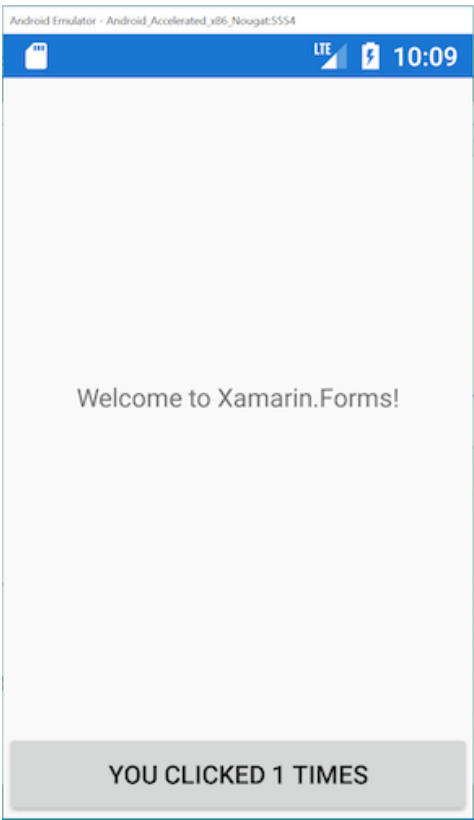 Android Emulator - Android_Accelerated_x86_Nougat:5554
LTE 10:09
Welcome to Xamarin.Forms!
YOU CLICKED 1 TIMES